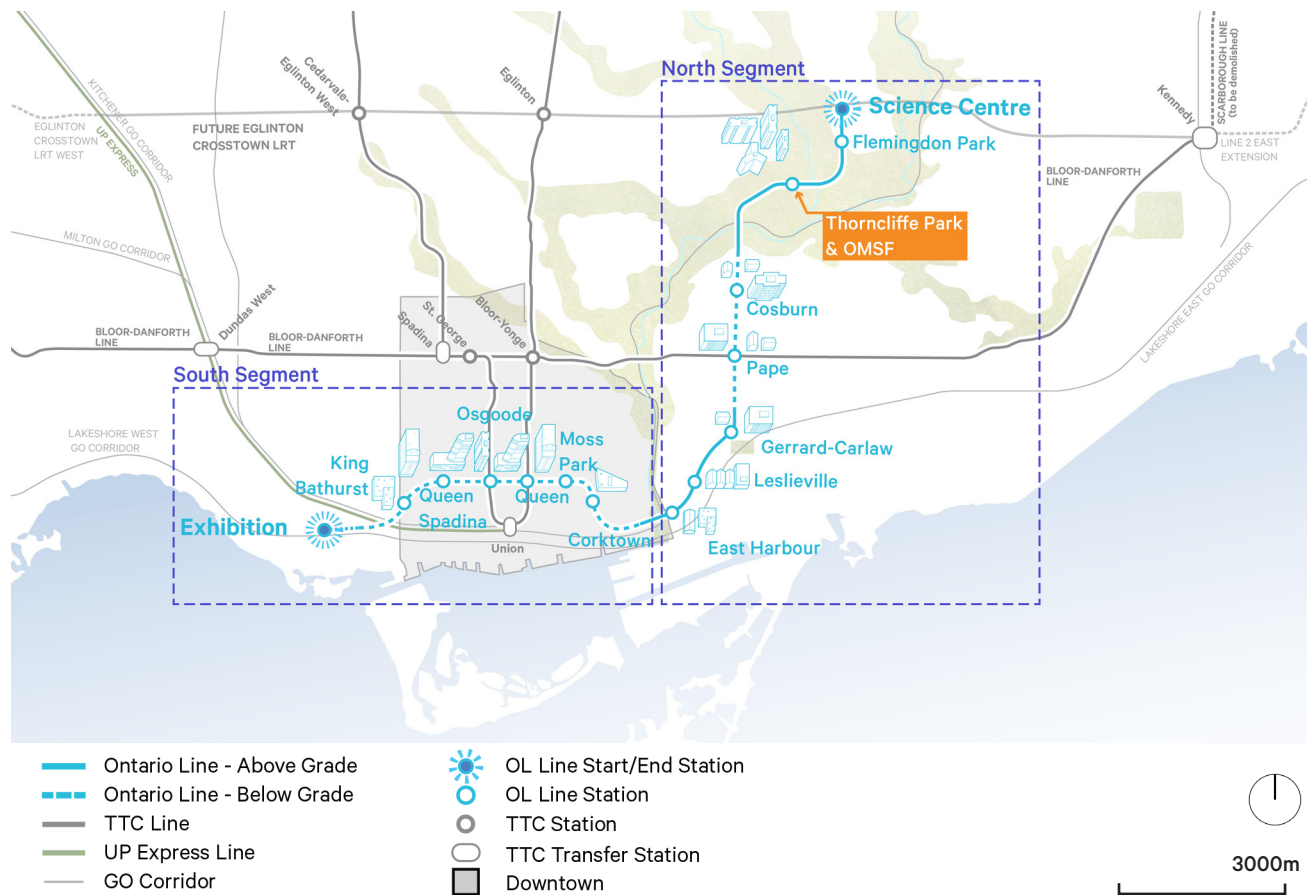 North Segment
Science Centre
Flemingdon Park
Thorncliffe Park
& OMSF
Cosburn
Pape
Gerrard-Carlaw
Leslieville
East Harbour
Cedarvale-
Eglinton West
Eglinton
Kennedy
SCARBOROUGH LINE
(to be demolished)
KITCHENER GO CORRIDOR
UP EXPRESS
EGLINTON
CROSSTOWN
LRT WEST
FUTURE EGLINTON
CROSSTOWN LRT
LINE 2 EAST
EXTENSION
BLOOR-DANFORTH
LINE
MILTON GO CORRIDOR
LAKESHORE EAST GO CORRIDOR
Dundas West
BLOOR-DANFORTH
LINE
BLOOR-DANFORTH
LINE
Spadina
St. George
Bloor-Yonge
South Segment
LAKESHORE WEST
GO CORRIDOR
Osgoode
Moss
Park
King
Bathurst
Queen
Spadina
Queen
Exhibition
Union
Corktown
Ontario Line - Above Grade
Ontario Line - Below Grade
TTC Line
UP Express Line
GO Corridor
OL Line Start/End Station
OL Line Station
TTC Station
TTC Transfer Station
Downtown
3000m